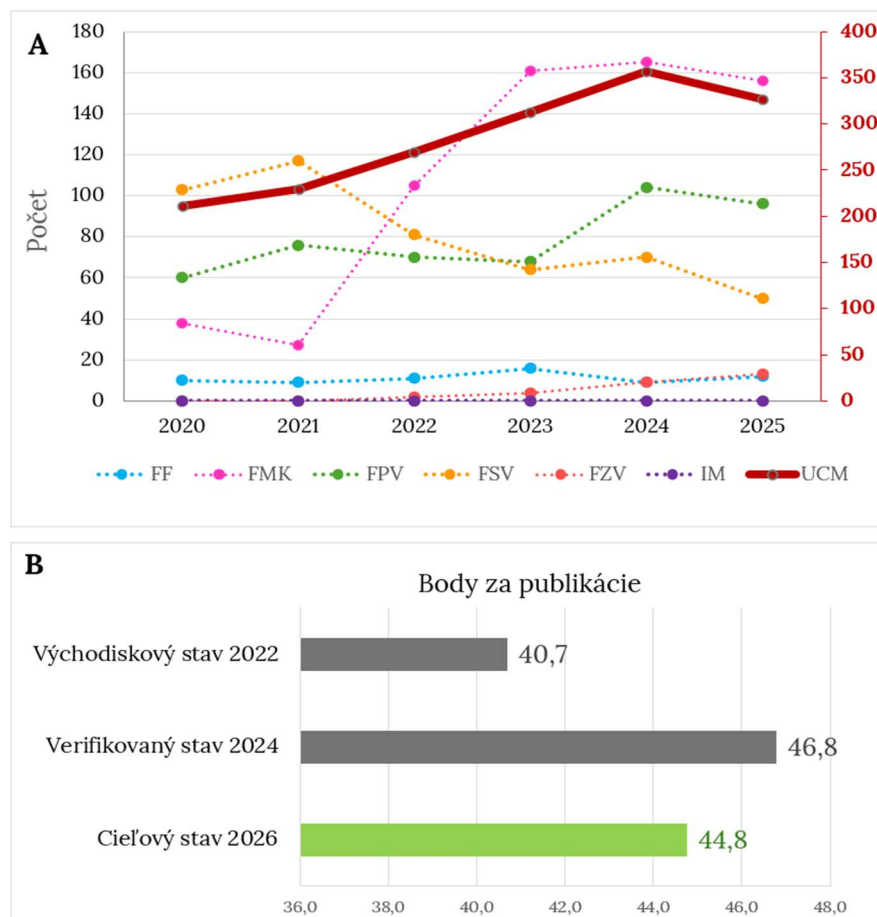 A
180
160
140
120
100
80
60
40
20
0
Počet
400
350
300
250
200
150
100
50
0
2020 2021 2022 2023 2024 2025
FF FMK FPV FSV FZV IM UCM
B
Body za publikácie
Východiskový stav 2022 40,7
Verifikovaný stav 2024 46,8
Cieľový stav 2026 44,8
36,0 38,0 40,0 42,0 44,0 46,0 48,0